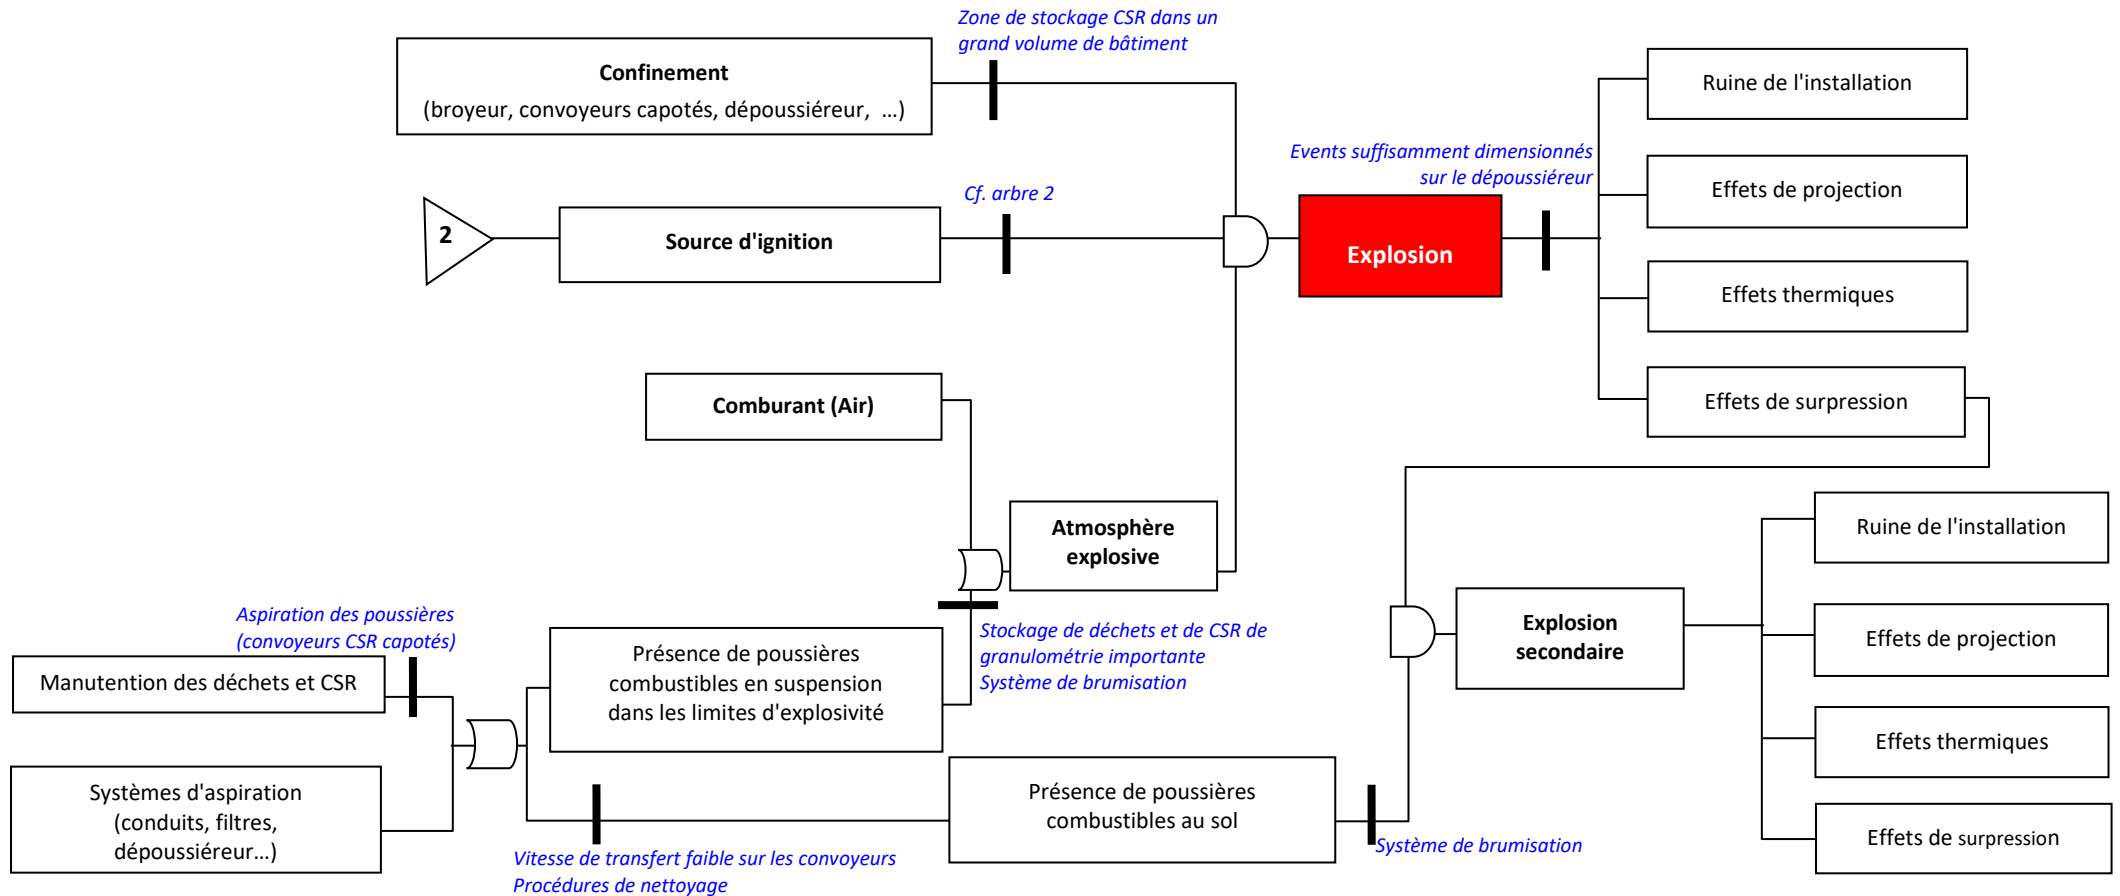 Zone de stockage CSR dans un
grand volume de bâtiment
Confinement
(broyeur, convoyeurs capotés, dépoussiéreur,  …)
Ruine de l'installation
Events suffisamment dimensionnés
sur le dépoussiéreur
Effets de projection
Cf. arbre 2
2
Source d'ignition
Explosion
Effets thermiques
Comburant (Air)
Effets de surpression
Atmosphère
explosive
Ruine de l'installation
Aspiration des poussières
(convoyeurs CSR capotés)
Stockage de déchets et de CSR de
granulométrie importante
Système de brumisation
Explosion
secondaire
Effets de projection
Manutention des déchets et CSR
Présence de poussières
combustibles en suspension
dans les limites d'explosivité
Effets thermiques
Systèmes d'aspiration
(conduits, filtres,
dépoussiéreur…)
Présence de poussières
combustibles au sol
Effets de surpression
Système de brumisation
Vitesse de transfert faible sur les convoyeurs
Procédures de nettoyage